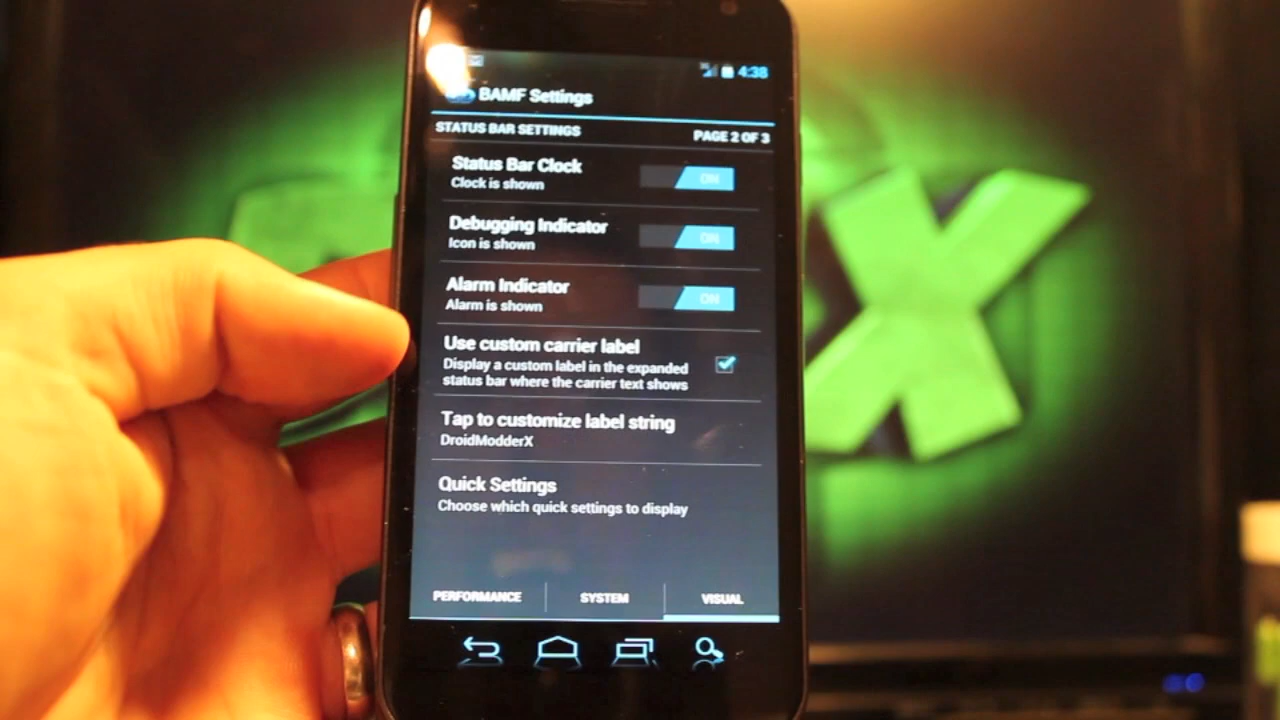 3G 4:38
BAMF Settings
STATUS BAR SETTINGS PAGE 2 OF 3
Status Bar Clock
Clock is shown
ON
Debugging Indicator
Icon is shown
ON
Alarm Indicator
Alarm is shown
ON
Use custom carrier label
Display a custom label in the expanded
status bar where the carrier text shows
Tap to customize label string
DroidModderX
Quick Settings
Choose which quick settings to display
PERFORMANCE SYSTEM VISUAL
X